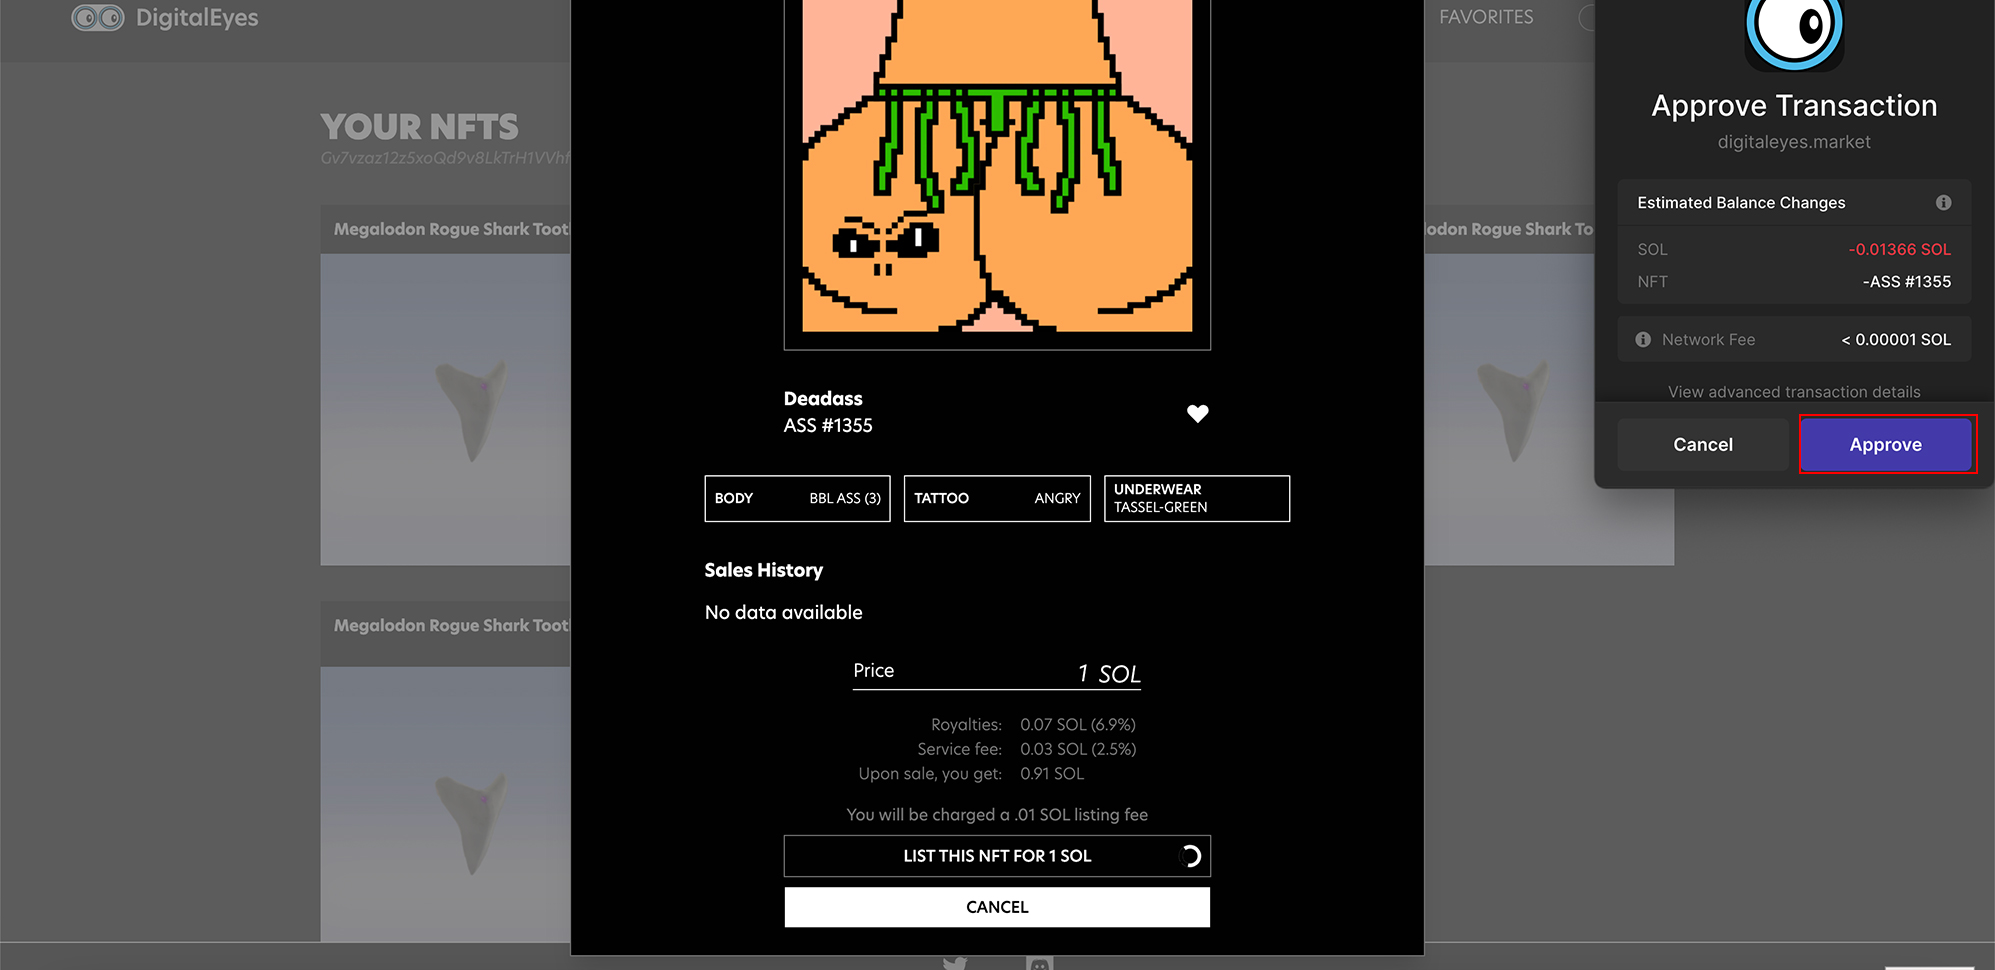 DigitalEyes
FAVORITES
YOUR NFTS
Gv7vzaz12z5xoQd9v8LkTrH1VVhf
Megalodon Rogue Shark Toot
lodon Rogue Shark To
Megalodon Rogue Shark Toot
Deadass
ASS #1355
BODY BBL ASS (3)
TATTOO ANGRY
UNDERWEAR
TASSEL-GREEN
Sales History
No data available
Price 1 SOL
Royalties: 0.07 SOL (6.9%)
Service fee: 0.03 SOL (2.5%)
Upon sale, you get: 0.91 SOL
You will be charged a .01 SOL listing fee
LIST THIS NFT FOR 1 SOL
CANCEL
Approve Transaction
digitaleyes.market
Estimated Balance Changes
SOL -0.01366 SOL
NFT -ASS #1355
Network Fee < 0.00001 SOL
View advanced transaction details
Cancel Approve